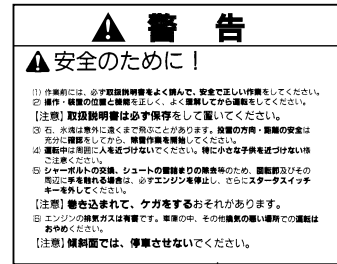 警告
安全のために！
(1) 作業前には、必ず取扱説明書をよく読んで、安全で正しい作業をしてください。
(2) 操作・装置の位置と機能を正しく、よく理解してから運転をしてください。
【注意】取扱説明書は必ず保存をして置いてください。
(3) 石、氷塊は意外に遠くまで飛ぶことがあります。投雪の方向・距離の安全は
充分に確認をしてから、除雪作業を開始してください。
(4) 運転中は周囲に人を近づけないでください。特に小さな子供を近づけない様
ご注意ください。
(5) シャーボルトの交換、シュートの雪詰まりの除去等のため、回転部及びその
周辺に手を触れる場合は、必ずエンジンを停止し、さらにスタータスイッチ
キーを外してください。
【注意】巻き込まれて、ケガをするおそれがあります。
(6) エンジンの排気ガスは有害です。車庫の中、その他換気の悪い場所での運転は
おやめください。
【注意】傾斜面では、停車させないでください。